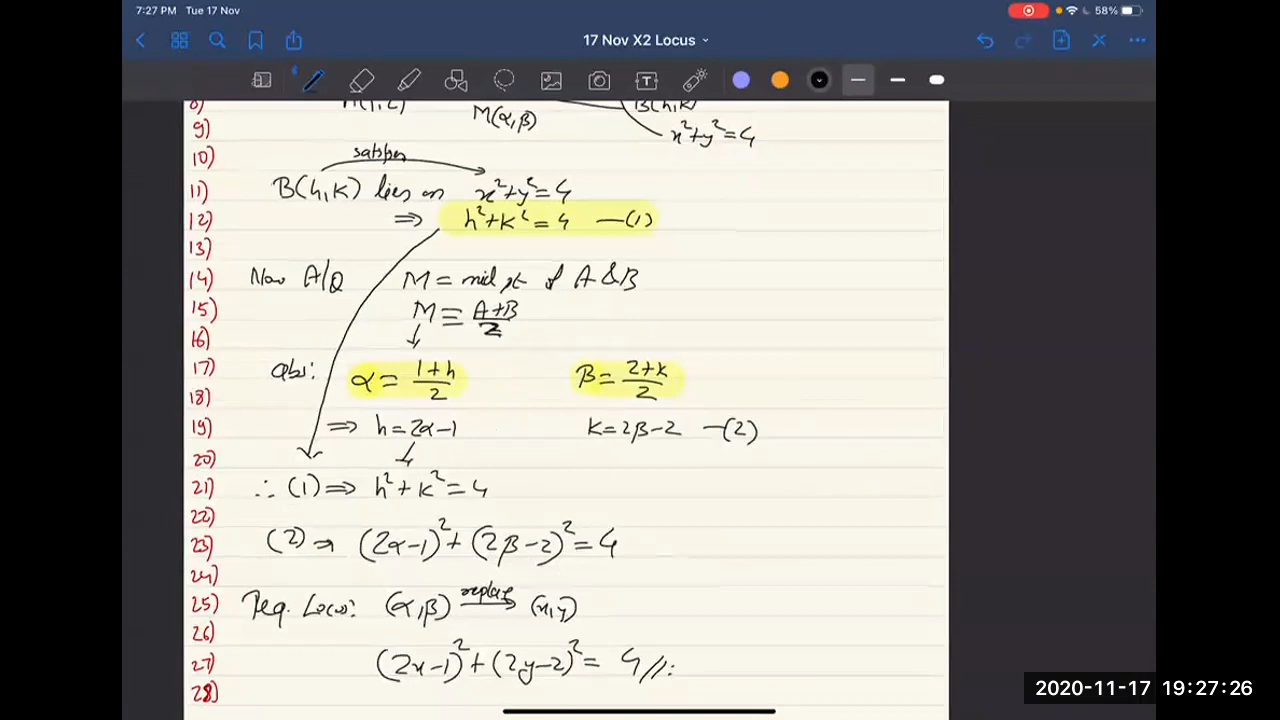 7:27 PM Tue 17 Nov 58%
17 Nov X2 Locus
8) A(1,2) B(h,k)
9) M(α,β) x²+y²=4
10) satisfies
11) B(h,k) lies on x²+y²=4
12) ⇒ h²+k²=4 —(1)
13)
14) Now A/Q M = mid pt of A & B
15) M ≡ A+B/2
16)
17) abs: α = 1+h/2 β = 2+k/2
18)
19) ⇒ h=2α-1 k=2β-2 —(2)
20)
21) ∴ (1) ⇒ h²+k²=4
22)
23) (2) ⇒ (2α-1)²+(2β-2)²=4
24)
25) Req. Locus: (α,β) replace → (x,y)
26)
27) (2x-1)²+(2y-2)²= 4//:
28)
2020-11-17 19:27:26